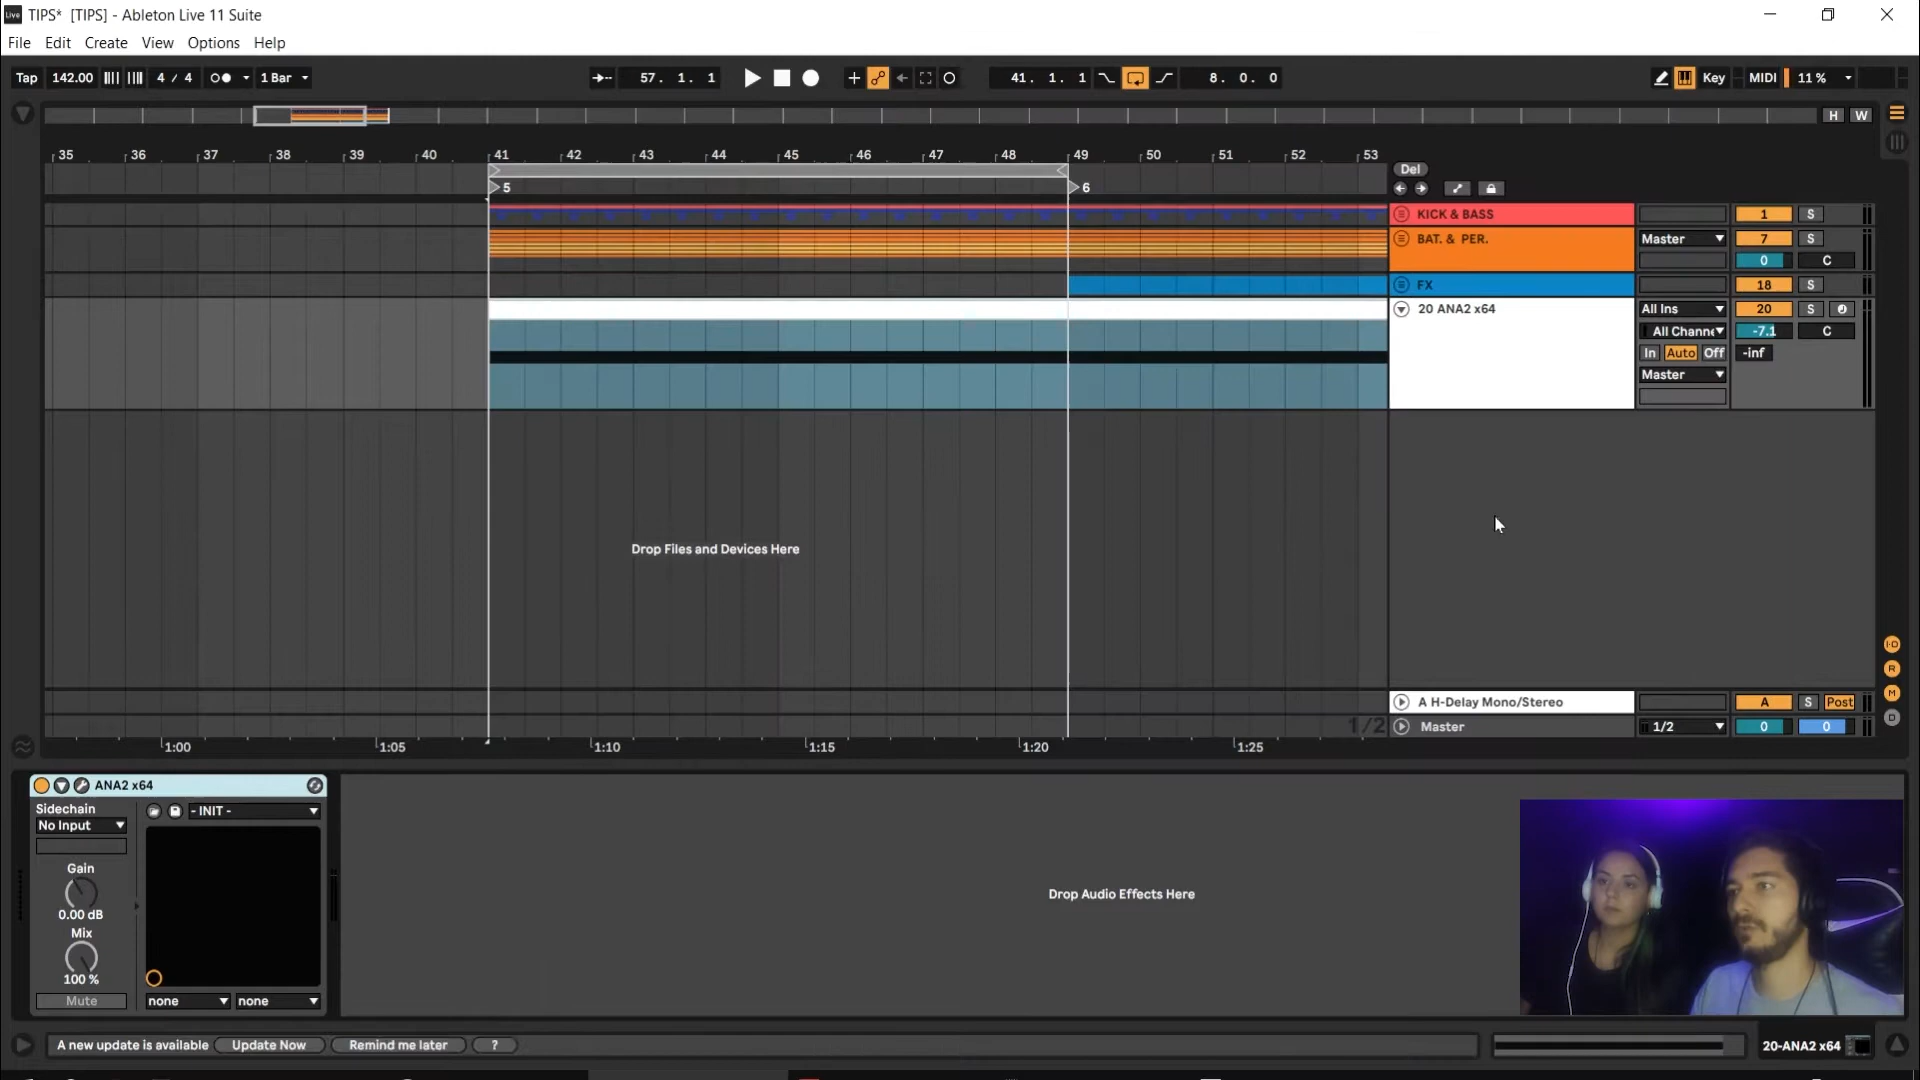 TIPS* [TIPS] - Ableton Live 11 Suite
File Edit Create View Options Help
Tap 142.00 4 / 4 1 Bar 57. 1. 1 41. 1. 1 8. 0. 0 Key MIDI 11 %
H W
35 36 37 38 39 40 41 42 43 44 45 46 47 48 49 50 51 52 53
Del
5 6
KICK & BASS 1 S
BAT. & PER. Master 7 S
0 C
FX 18 S
20 ANA2 x64 All Ins 20 S
All Channe -7.1 C
In Auto Off -inf
Master
Drop Files and Devices Here
A H-Delay Mono/Stereo A S Post
1/2 Master 1/2 0 0
1:00 1:05 1:10 1:15 1:20 1:25
ANA2 x64
Sidechain
No Input
- INIT -
Gain
0.00 dB
Mix
100 %
Mute none none
Drop Audio Effects Here
A new update is available Update Now Remind me later ? 20-ANA2 x64